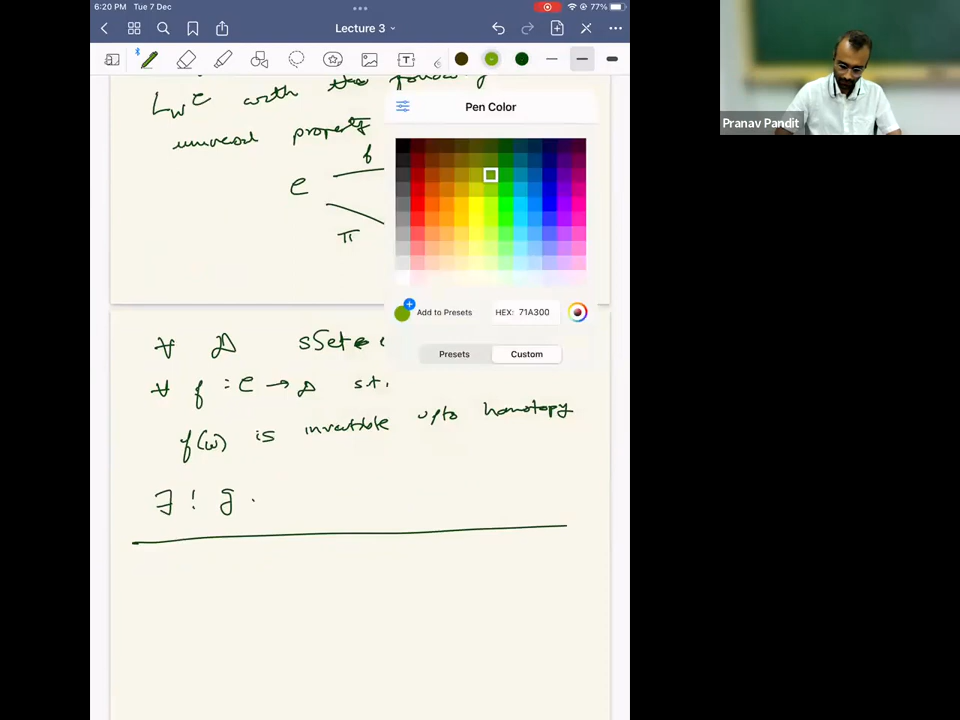 6:20 PM Tue 7 Dec
77%
Lecture 3
L_W C with the following
universal property
Pen Color
f
C
π
Add to Presets HEX: 71A300
Presets Custom
∀ D sSet-c
∀ f : C → D s.t.
f(w) is invertible upto homotopy
∃ ! g .
Pranav Pandit